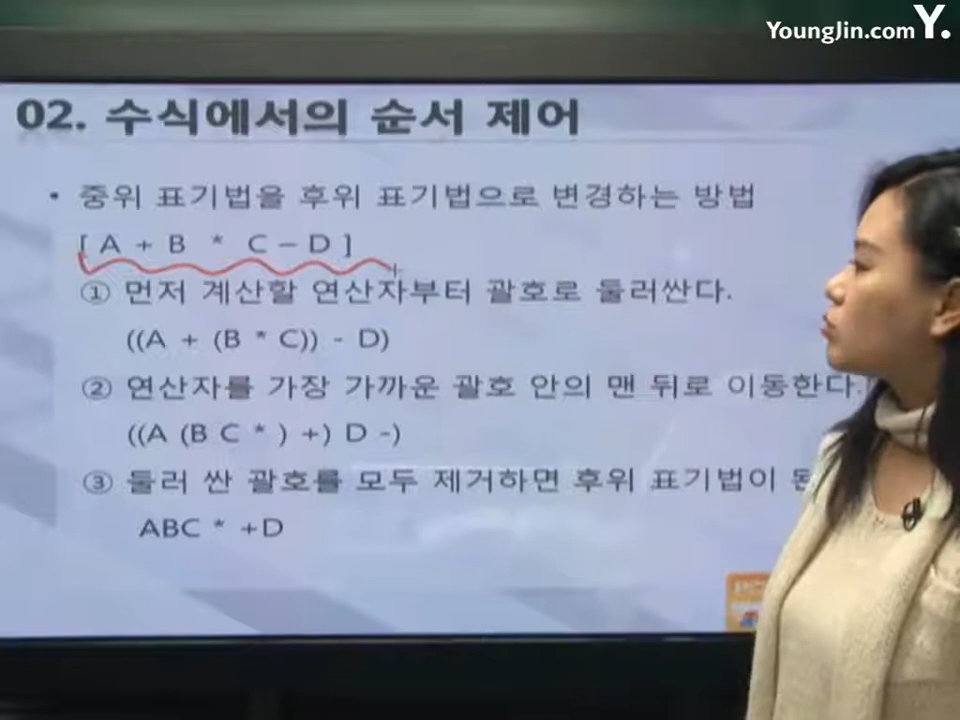 YoungJin.com Y.
02. 수식에서의 순서 제어
• 중위 표기법을 후위 표기법으로 변경하는 방법
[ A + B * C – D ]
① 먼저 계산할 연산자부터 괄호로 둘러싼다.
((A + (B * C)) - D)
② 연산자를 가장 가까운 괄호 안의 맨 뒤로 이동한다.
((A (B C * ) +) D -)
③ 둘러 싼 괄호를 모두 제거하면 후위 표기법이
ABC * +D